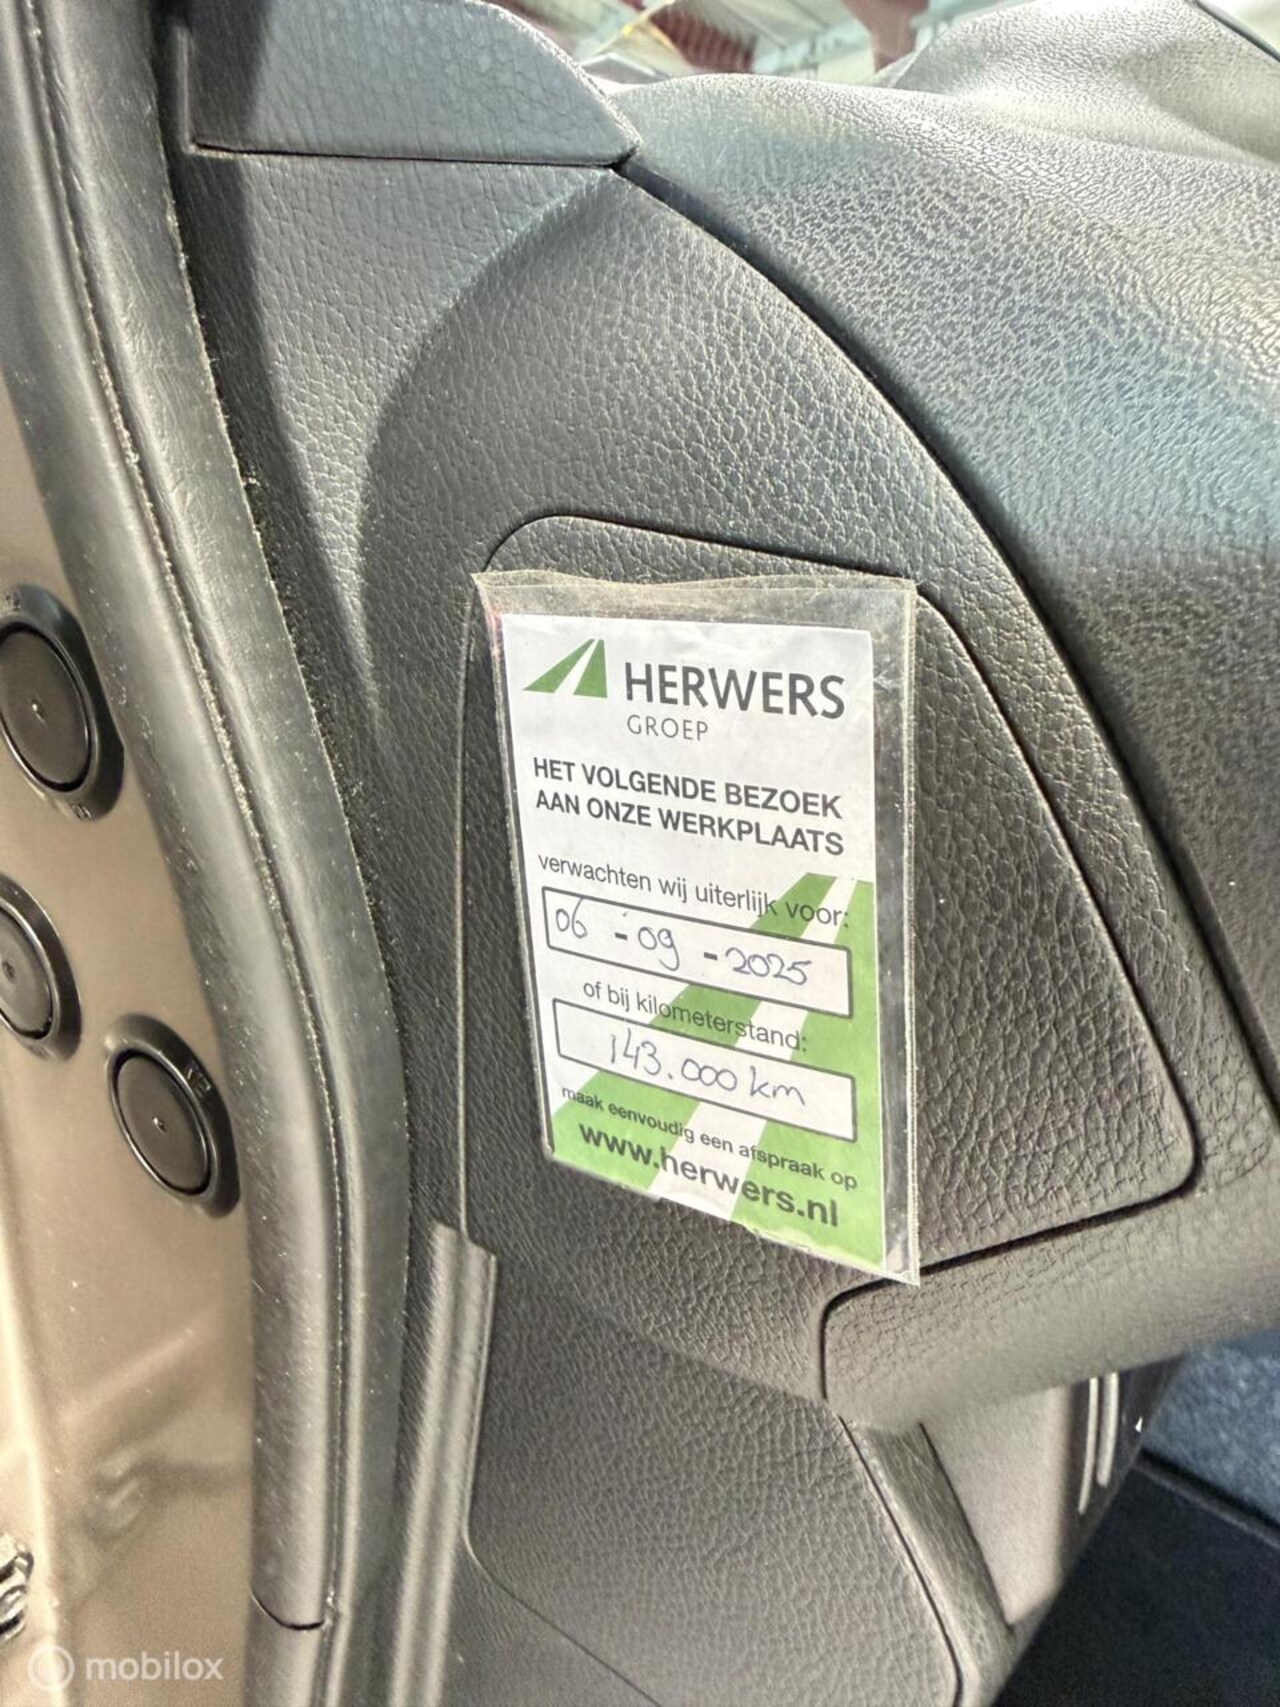 HERWERS
GROEP
HET VOLGENDE BEZOEK
AAN ONZE WERKPLAATS
verwachten wij uiterlijk voor:
06 - 09 - 2025
of bij kilometerstand:
143.000 km
maak eenvoudig een afspraak op
www.herwers.nl
mobilox